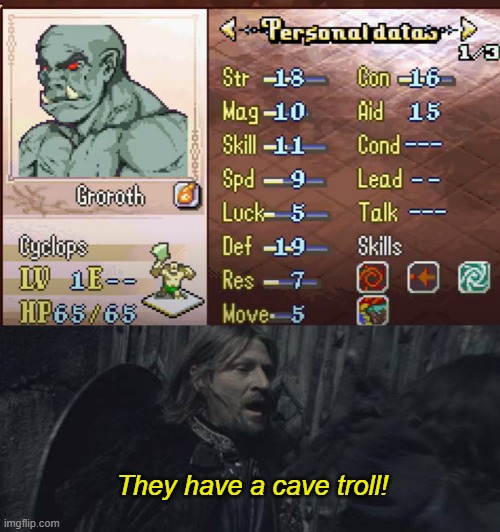 Personal datas
1/3
Str 18 Con 16
Mag 10 Aid 15
Skill 11 Cond ---
Spd 9 Lead --
Groroth
Luck 5 Talk ---
Cyclops
Def 19 Skills
LV 1 E --
Res 7
HP 65/65
Move 5
They have a cave troll!
imgflip.com